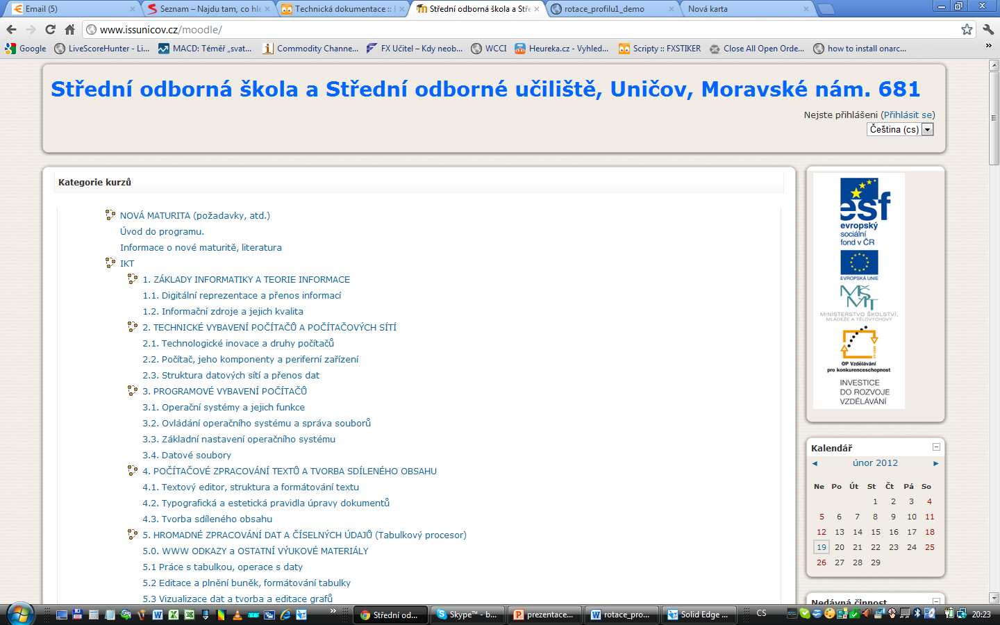 Email (5)
Seznam – Najdu tam, co hle
Technická dokumentace ::
Střední odborná škola a Stře
rotace_profilu1_demo
Nová karta
www.issunicov.cz/moodle/
Google
LiveScoreHunter - Li...
MACD: Téměř „svat...
Commodity Channe...
FX Učitel – Kdy neob...
WCCI
Heureka.cz - Vyhled...
Scripty :: FXSTIKER
Close All Open Orde...
how to install onarc...
Střední odborná škola a Střední odborné učiliště, Uničov, Moravské nám. 681
Nejste přihlášeni (Přihlásit se)
Čeština (cs)
Kategorie kurzů
NOVÁ MATURITA (požadavky, atd.)
Úvod do programu.
Informace o nové maturitě, literatura
IKT
1. ZÁKLADY INFORMATIKY A TEORIE INFORMACE
1.1. Digitální reprezentace a přenos informací
1.2. Informační zdroje a jejich kvalita
2. TECHNICKÉ VYBAVENÍ POČÍTAČŮ A POČÍTAČOVÝCH SÍTÍ
2.1. Technologické inovace a druhy počítačů
2.2. Počítač, jeho komponenty a periferní zařízení
2.3. Struktura datových sítí a přenos dat
3. PROGRAMOVÉ VYBAVENÍ POČÍTAČŮ
3.1. Operační systémy a jejich funkce
3.2. Ovládání operačního systému a správa souborů
3.3. Základní nastavení operačního systému
3.4. Datové soubory
4. POČÍTAČOVÉ ZPRACOVÁNÍ TEXTŮ A TVORBA SDÍLENÉHO OBSAHU
4.1. Textový editor, struktura a formátování textu
4.2. Typografická a estetická pravidla úpravy dokumentů
4.3. Tvorba sdíleného obsahu
5. HROMADNÉ ZPRACOVÁNÍ DAT A ČÍSELNÝCH ÚDAJŮ (Tabulkový procesor)
5.0. WWW ODKAZY a OSTATNÍ VÝUKOVÉ MATERIÁLY
5.1 Práce s tabulkou, operace s daty
5.2 Editace a plnění buněk, formátování tabulky
5.3 Vizualizace dat a tvorba a editace grafů
esf
evropský
sociální
fond v ČR
EVROPSKÁ UNIE
MŠMT
MINISTERSTVO ŠKOLSTVÍ,
MLÁDEŽE A TĚLOVÝCHOVY
OP Vzdělávání
pro konkurenceschopnost
INVESTICE
DO ROZVOJE
VZDĚLÁVÁNÍ
Kalendář
únor 2012
Ne Po Út St Čt Pá So
1 2 3 4
5 6 7 8 9 10 11
12 13 14 15 16 17 18
19 20 21 22 23 24 25
26 27 28 29
Nedávná činnost
Střední od...
Skype™ - b...
prezentace...
rotace_pro...
Solid Edge ...
CS
20:23